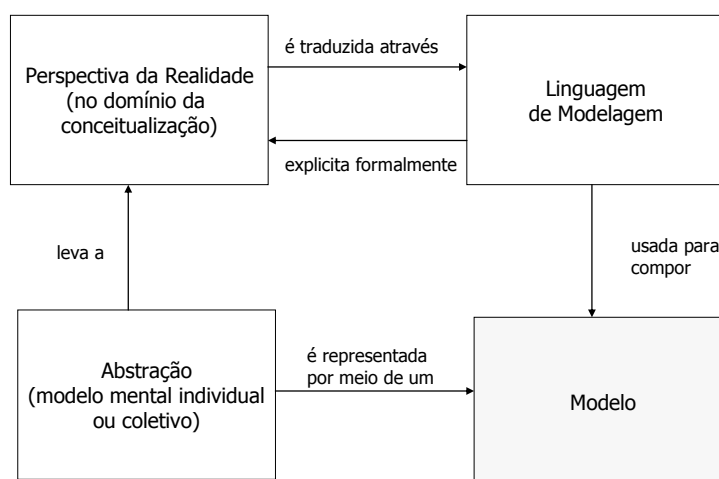 é traduzida através
Perspectiva da Realidade
(no domínio da
conceitualização)
Linguagem
de Modelagem
explicita formalmente
leva a
usada para
compor
Abstração
(modelo mental individual
ou coletivo)
é representada
por meio de um
Modelo